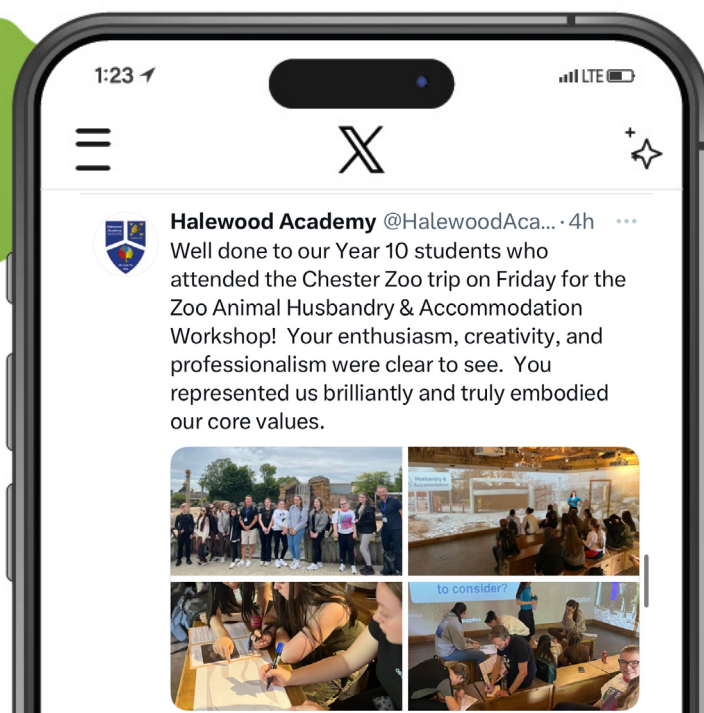 1:23
LTE
Halewood Academy @HalewoodAca... · 4h
Well done to our Year 10 students who
attended the Chester Zoo trip on Friday for the
Zoo Animal Husbandry & Accommodation
Workshop!  Your enthusiasm, creativity, and
professionalism were clear to see.  You
represented us brilliantly and truly embodied
our core values.
Husbandry &
Accommodation
to consider?